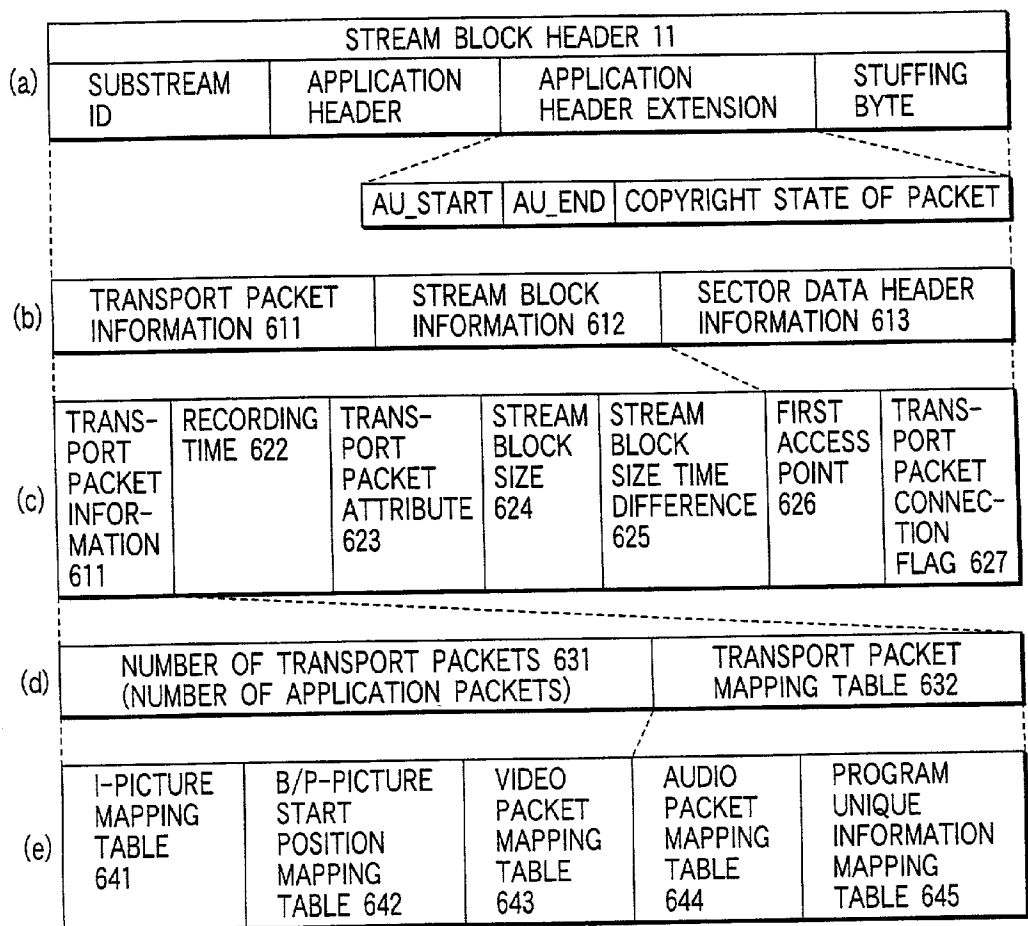 STREAM BLOCK HEADER 11
(a)
SUBSTREAM
ID
APPLICATION
HEADER
APPLICATION
HEADER EXTENSION
STUFFING
BYTE
AU_START
AU_END
COPYRIGHT STATE OF PACKET
(b)
TRANSPORT PACKET
INFORMATION 611
STREAM BLOCK
INFORMATION 612
SECTOR DATA HEADER
INFORMATION 613
(c)
TRANS-
PORT
PACKET
INFOR-
MATION
611
RECORDING
TIME 622
TRANS-
PORT
PACKET
ATTRIBUTE
623
STREAM
BLOCK
SIZE
624
STREAM
BLOCK
SIZE TIME
DIFFERENCE
625
FIRST
ACCESS
POINT
626
TRANS-
PORT
PACKET
CONNEC-
TION
FLAG 627
(d)
NUMBER OF TRANSPORT PACKETS 631
(NUMBER OF APPLICATION PACKETS)
TRANSPORT PACKET
MAPPING TABLE 632
(e)
I-PICTURE
MAPPING
TABLE
641
B/P-PICTURE
START
POSITION
MAPPING
TABLE 642
VIDEO
PACKET
MAPPING
TABLE
643
AUDIO
PACKET
MAPPING
TABLE
644
PROGRAM
UNIQUE
INFORMATION
MAPPING
TABLE 645